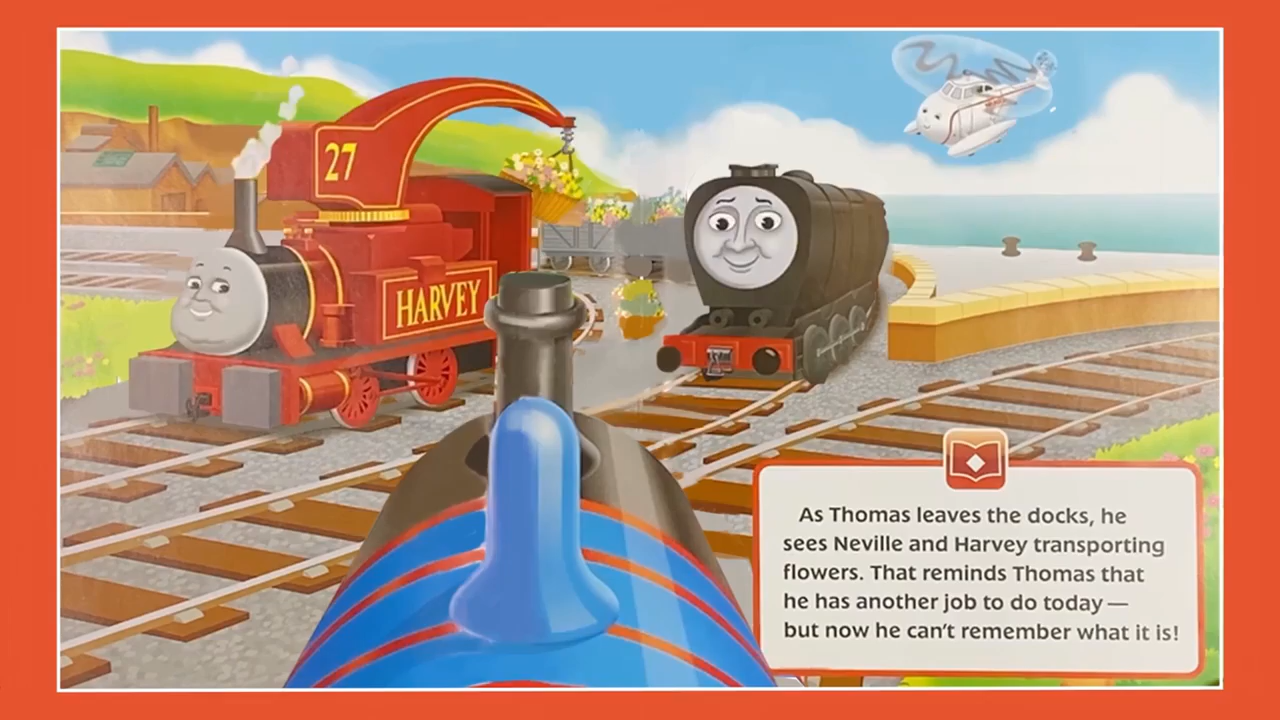 27
HARVEY
As Thomas leaves the docks, he
sees Neville and Harvey transporting
flowers. That reminds Thomas that
he has another job to do today—
but now he can't remember what it is!